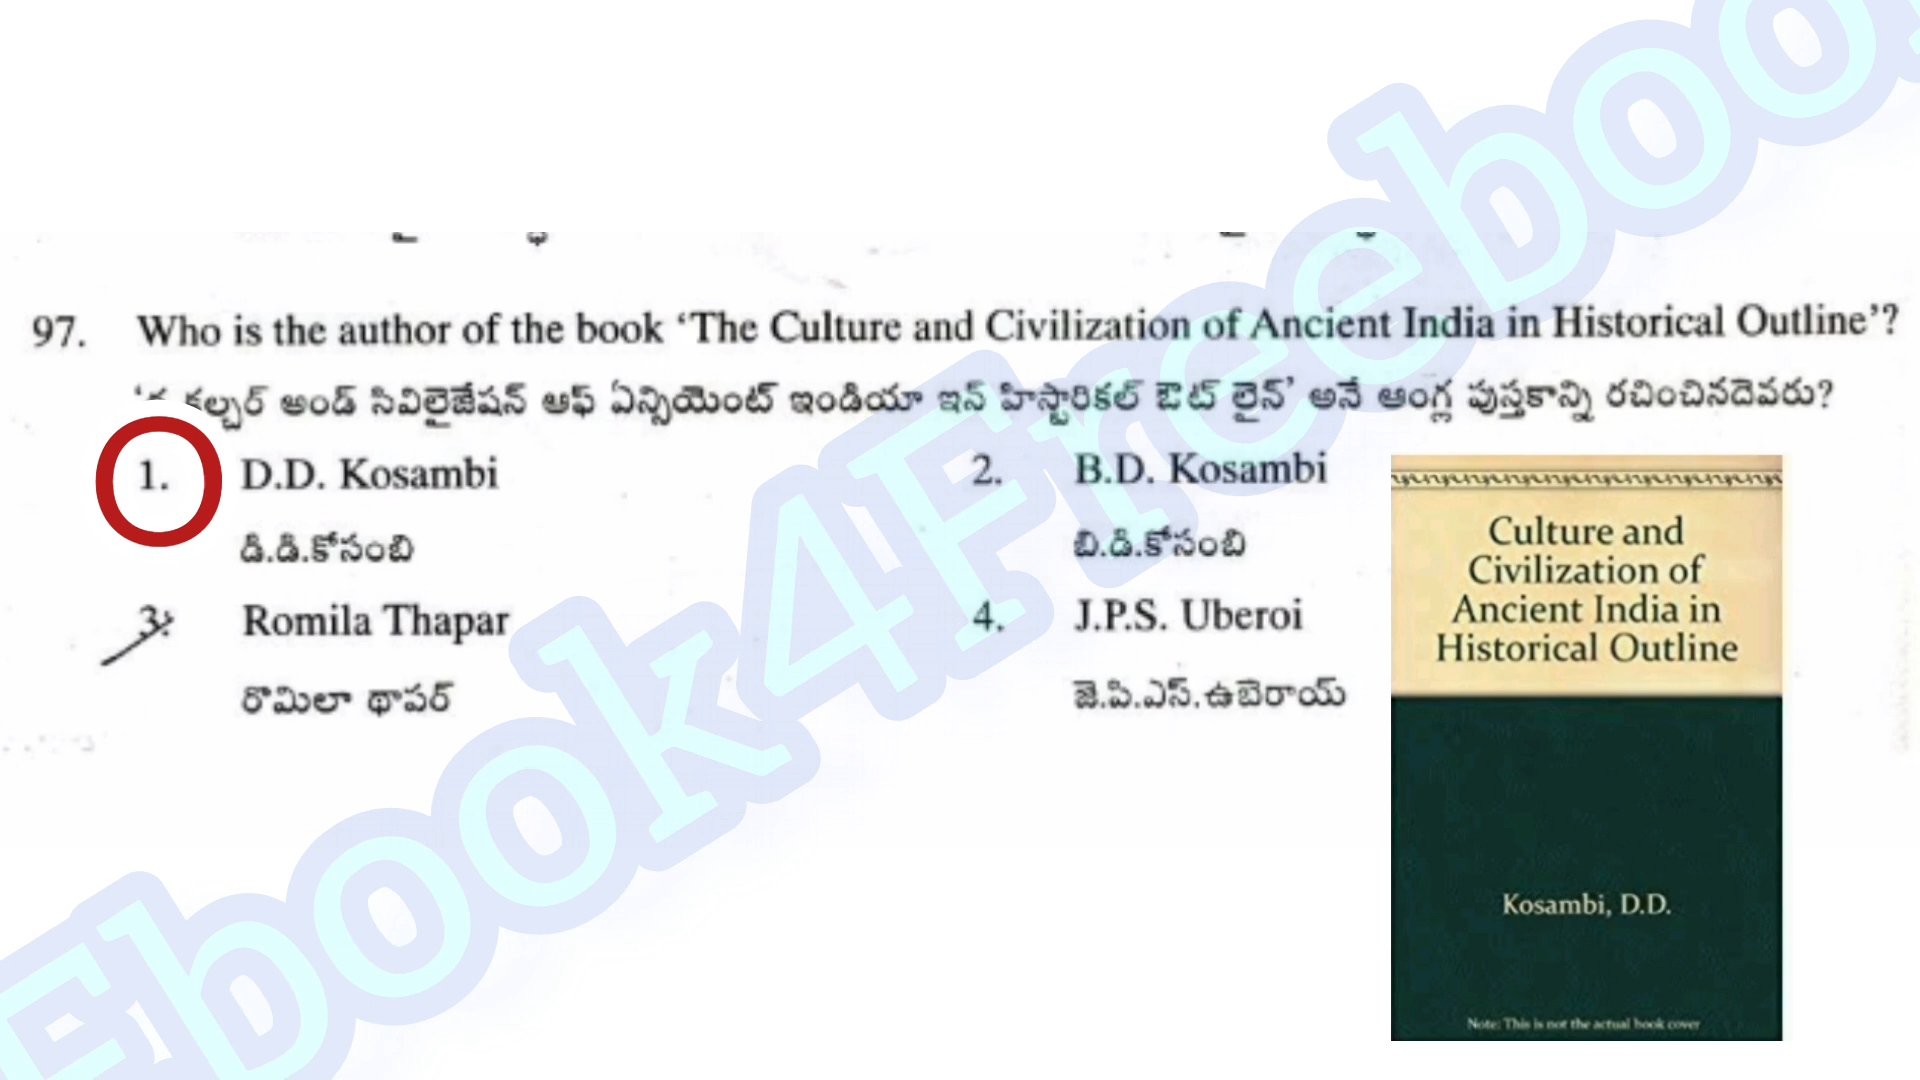 97. Who is the author of the book ‘The Culture and Civilization of Ancient India in Historical Outline’?
కల్చర్ అండ్ సివిలైజేషన్ ఆఫ్ ఏన్సియెంట్ ఇండియా ఇన్ హిస్టారికల్ ఔట్ లైన్’ అనే ఆంగ్ల పుస్తకాన్ని రచించినదెవరు?
1. D.D. Kosambi 2. B.D. Kosambi
డి.డి.కోసంబి బి.డి.కోసంబి
3. Romila Thapar 4. J.P.S. Uberoi
రొమిలా థాపర్ జె.పి.ఎస్.ఉబెరాయ్
Culture and
Civilization of
Ancient India in
Historical Outline
Kosambi, D.D.
Note: This is not the actual book cover
Ebook4Freeboo